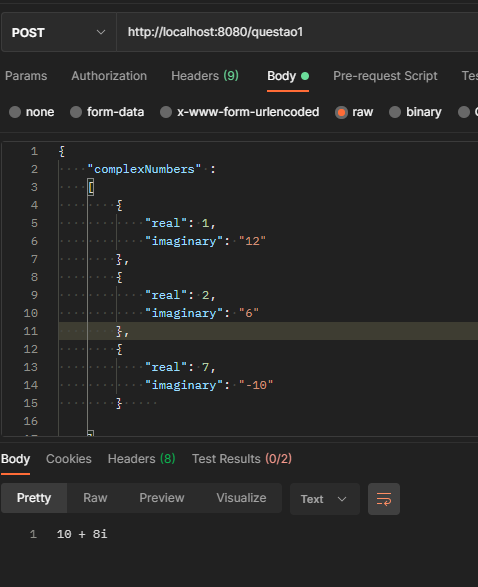 POST http://localhost:8080/questao1
Params Authorization Headers (9) Body Pre-request Script Tes
none form-data x-www-form-urlencoded raw binary
1 {
2 "complexNumbers" :
3 [
4 {
5 "real": 1,
6 "imaginary": "12"
7 },
8 {
9 "real": 2,
10 "imaginary": "6"
11 },
12 {
13 "real": 7,
14 "imaginary": "-10"
15 }
16
Body Cookies Headers (8) Test Results (0/2)
Pretty Raw Preview Visualize Text
1 10 + 8i